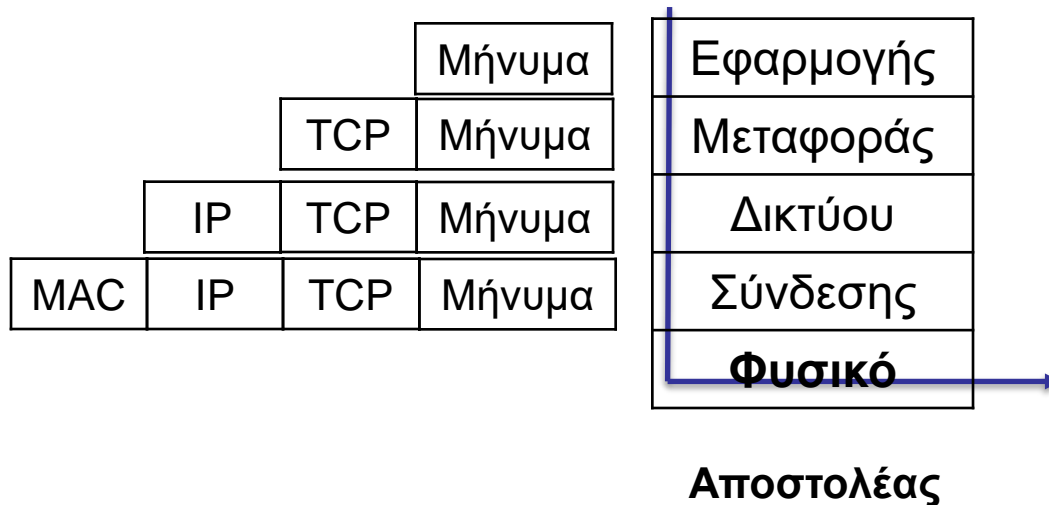 Μήνυμα Εφαρμογής
TCP Μήνυμα Μεταφοράς
IP TCP Μήνυμα Δικτύου
MAC IP TCP Μήνυμα Σύνδεσης
Φυσικό
Αποστολέας